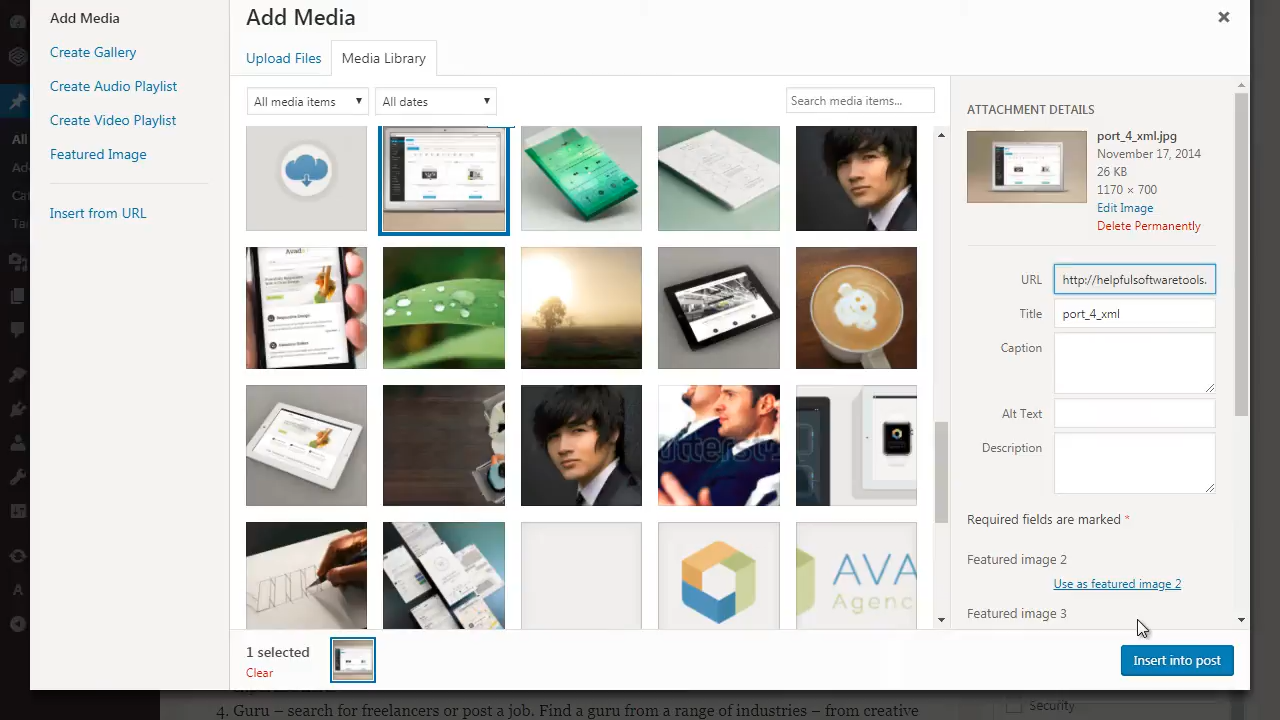 Add Media
Create Gallery
Create Audio Playlist
Create Video Playlist
Featured Image
Insert from URL
Add Media
Upload Files
Media Library
All media items
All dates
Search media items...
ATTACHMENT DETAILS
port_4_xml.jpg
November 17, 2014
26 KB
1170 × 700
Edit Image
Delete Permanently
URL
http://helpfulsoftwaretools.
Title
port_4_xml
Caption
Alt Text
Description
Required fields are marked *
Featured image 2
Use as featured image 2
Featured image 3
AVA
Agenc
1 selected
Clear
Insert into post
All
Ad
Cat
Ta
4. Guru – search for freelancers or post a job. Find a guru from a range of industries – from creative
Security